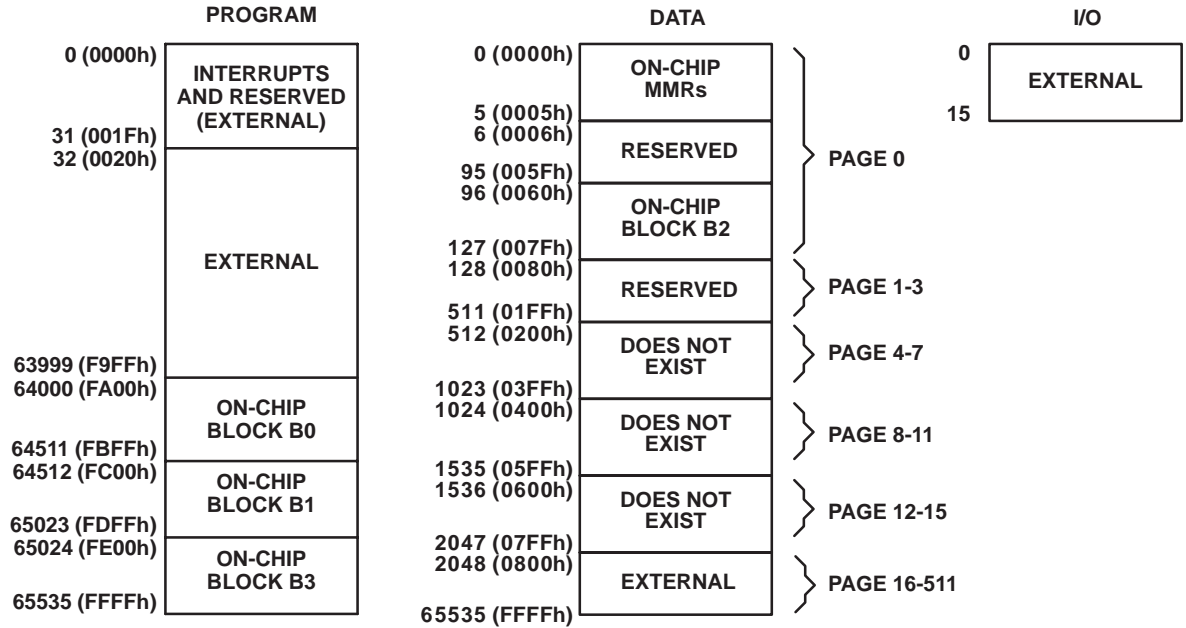 PROGRAM
0 (0000h)
INTERRUPTS
AND RESERVED
(EXTERNAL)
31 (001Fh)
32 (0020h)
EXTERNAL
63999 (F9FFh)
64000 (FA00h)
ON-CHIP
BLOCK B0
64511 (FBFFh)
64512 (FC00h)
ON-CHIP
BLOCK B1
65023 (FDFFh)
65024 (FE00h)
ON-CHIP
BLOCK B3
65535 (FFFFh)
DATA
0 (0000h)
ON-CHIP
MMRs
5 (0005h)
6 (0006h)
RESERVED
95 (005Fh)
96 (0060h)
ON-CHIP
BLOCK B2
127 (007Fh)
128 (0080h)
RESERVED
511 (01FFh)
512 (0200h)
DOES NOT
EXIST
1023 (03FFh)
1024 (0400h)
DOES NOT
EXIST
1535 (05FFh)
1536 (0600h)
DOES NOT
EXIST
2047 (07FFh)
2048 (0800h)
EXTERNAL
65535 (FFFFh)
PAGE 0
PAGE 1-3
PAGE 4-7
PAGE 8-11
PAGE 12-15
PAGE 16-511
I/O
0
EXTERNAL
15